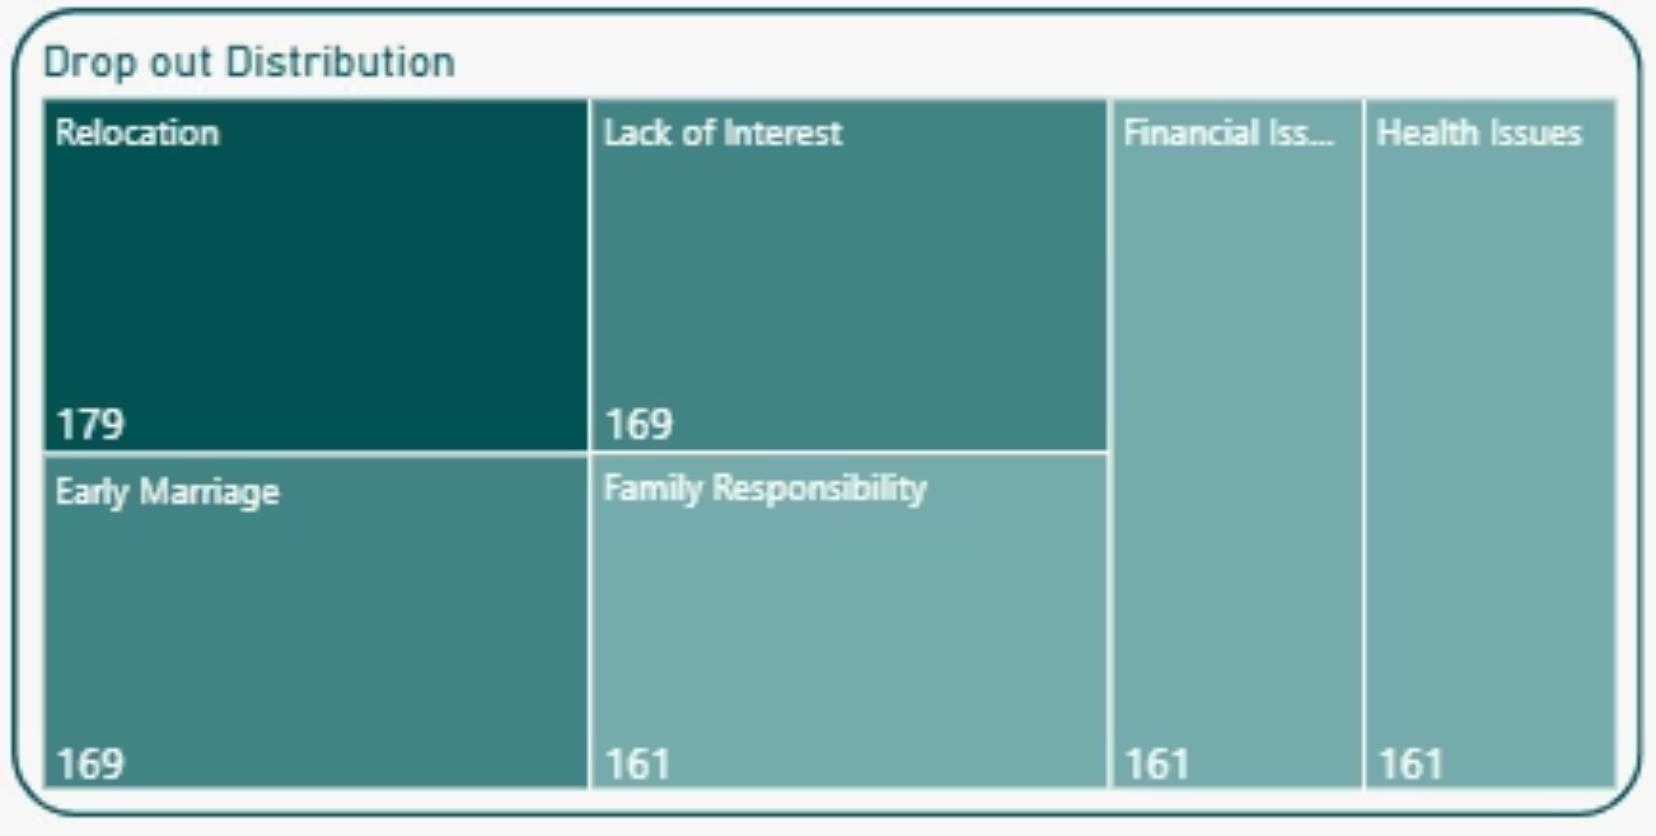 Drop out Distribution
Relocation
179
Lack of Interest
169
Early Marriage
169
Family Responsibility
161
Financial Iss...
161
Health Issues
161